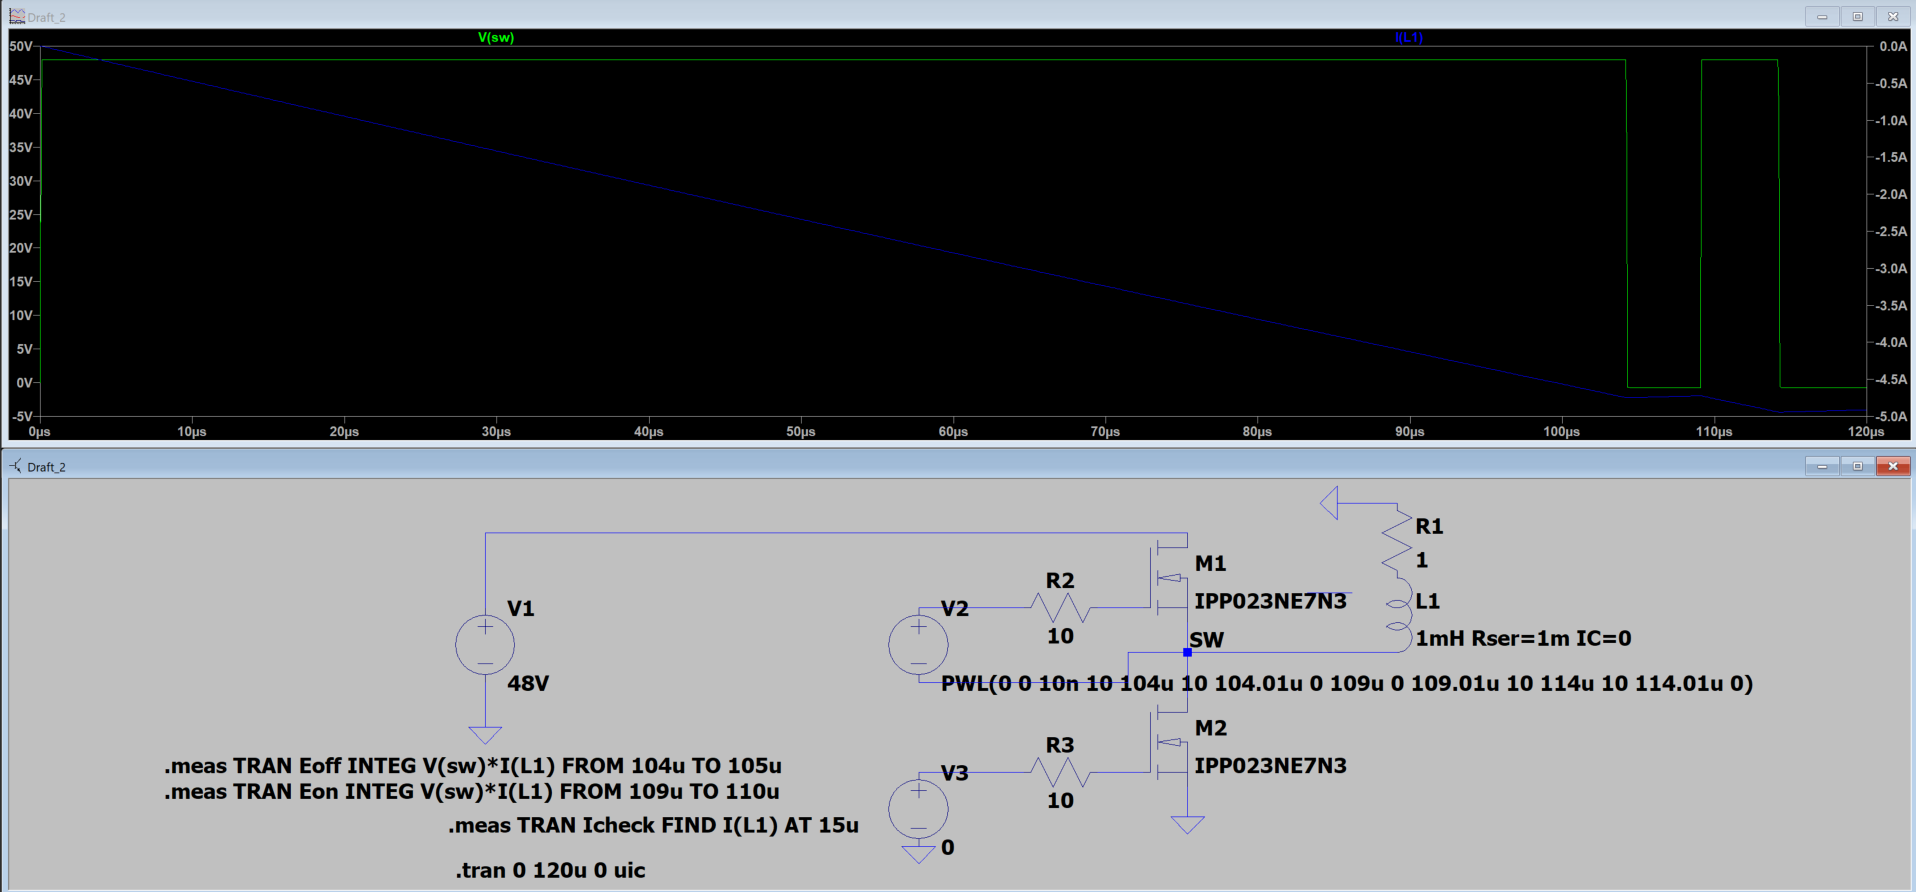 Draft_2
V(sw)
I(L1)
50V
45V
40V
35V
30V
25V
20V
15V
10V
5V
0V
-5V
0.0A
-0.5A
-1.0A
-1.5A
-2.0A
-2.5A
-3.0A
-3.5A
-4.0A
-4.5A
-5.0A
0µs
10µs
20µs
30µs
40µs
50µs
60µs
70µs
80µs
90µs
100µs
110µs
120µs
Draft_2
R1
1
M1
R2
IPP023NE7N3
L1
V1
V2
10
SW
1mH Rser=1m IC=0
48V
PWL(0 0 10n 10 104u 10 104.01u 0 109u 0 109.01u 10 114u 10 114.01u 0)
M2
R3
.meas TRAN Eoff INTEG V(sw)*I(L1) FROM 104u TO 105u
V3
IPP023NE7N3
.meas TRAN Eon INTEG V(sw)*I(L1) FROM 109u TO 110u
10
.meas TRAN Icheck FIND I(L1) AT 15u
0
.tran 0 120u 0 uic